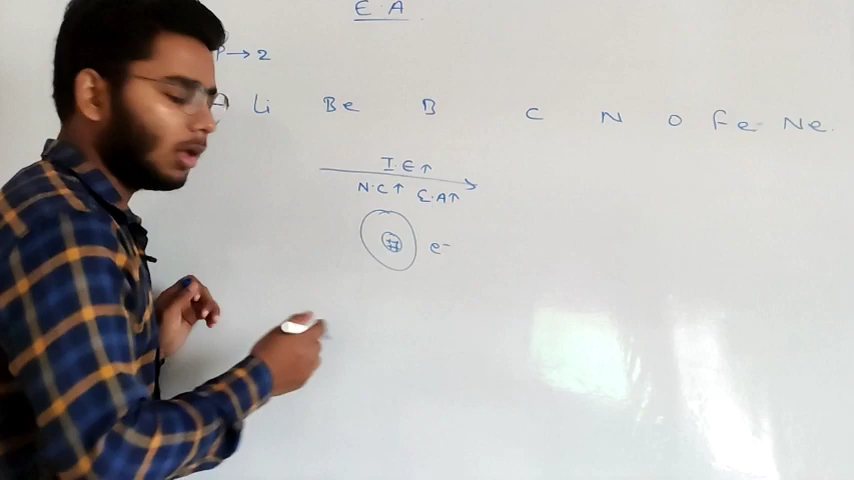 E.A.
P → 2
Li Be B C N O Fe Ne.
I.E↑
N.C↑ E.A↑
e⁻